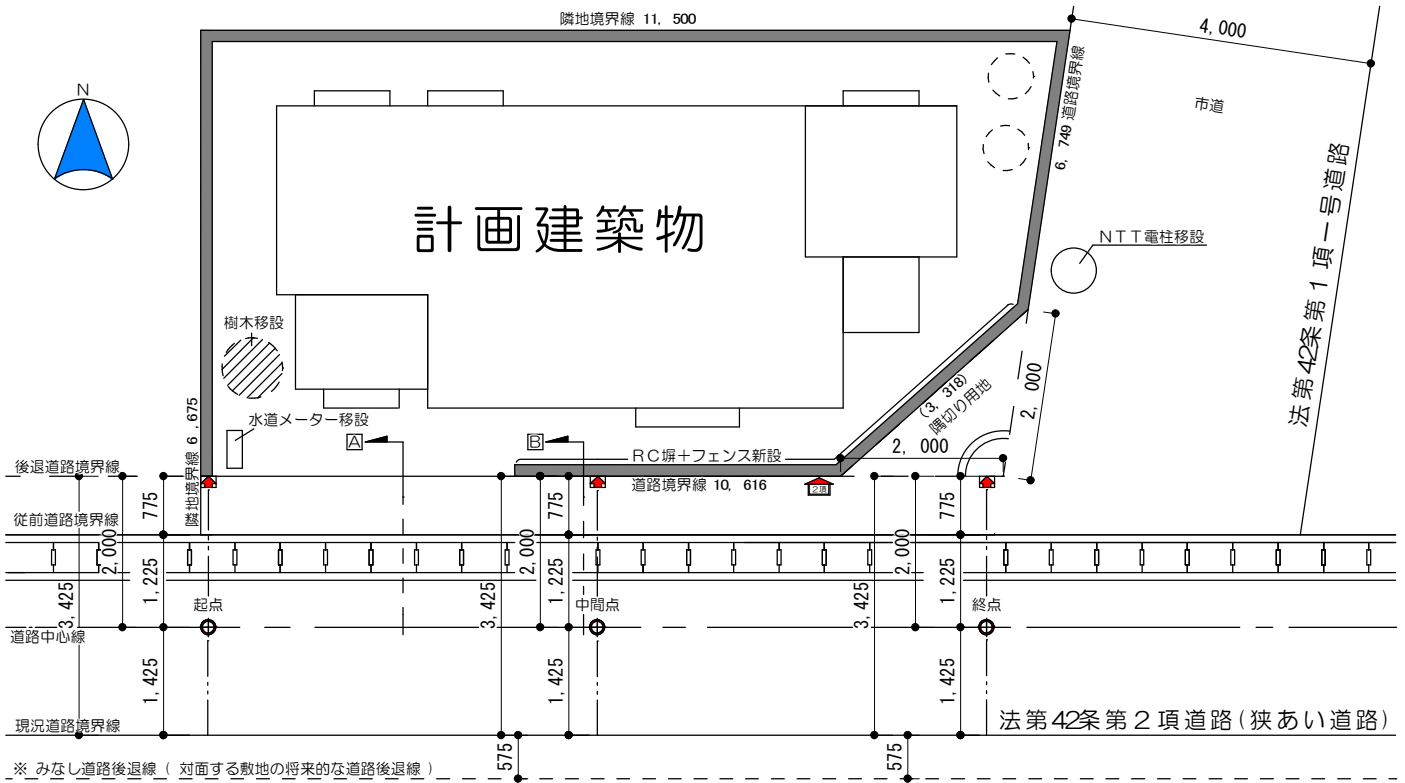 隣地境界線 11, 500
4, 000
N
市道
6, 749 道路境界線
計画建築物
NTT電柱移設
法第42条第1項一号道路
樹木移設
水道メーター移設
隣地境界線 6 ,675
(3, 318)
隅切り用地
2, 000
2, 000
A
B
RC塀+フェンス新設
後退道路境界線
道路境界線 10, 616
2項
従前道路境界線
775
775
775
2, 000
2, 000
2, 000
1, 225
1, 225
1, 225
3, 425
3, 425
3, 425
起点
中間点
終点
道路中心線
1, 425
1, 425
1, 425
現況道路境界線
法第42条第2項道路(狭あい道路)
575
575
※ みなし道路後退線 ( 対面する敷地の将来的な道路後退線 )